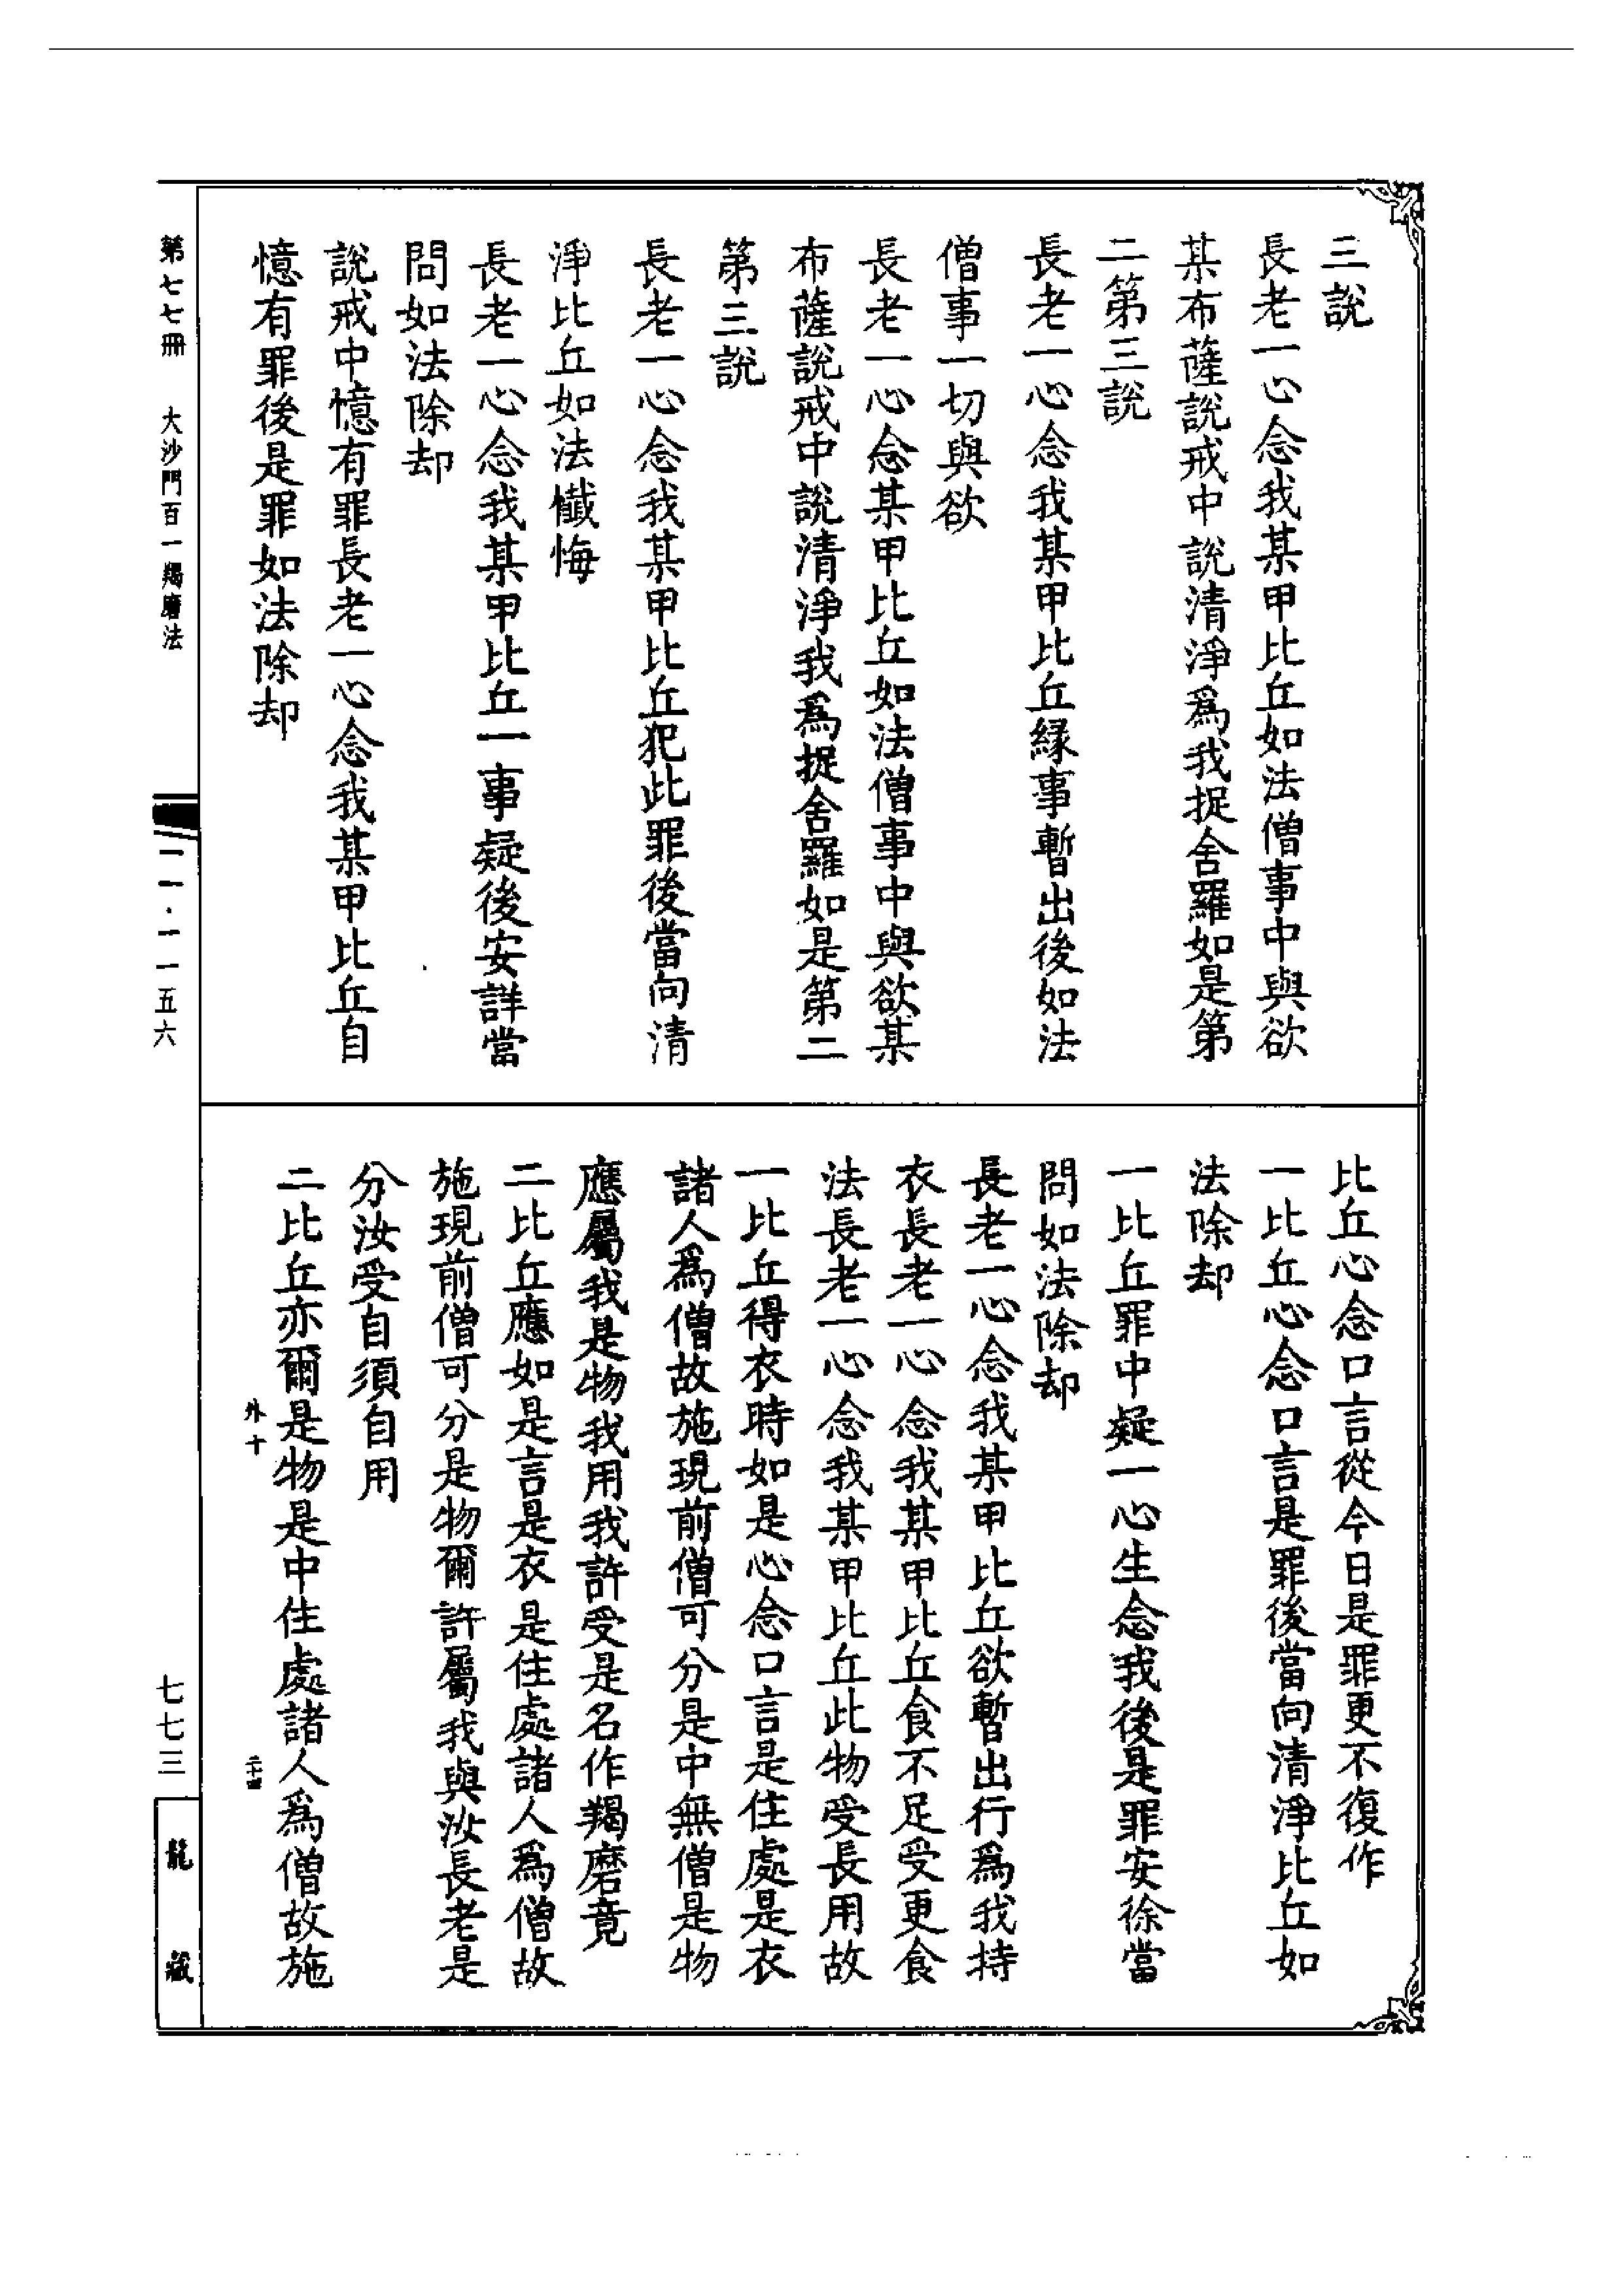 三說
長老一心念我某甲比丘如法僧事中與欲
某布薩說戒中說清淨為我捉舍羅如是第
二第三說
長老一心念我某甲比丘緣事暫出後如法
僧事一切與欲
長老一心念某甲比丘如法僧事中與欲某
布薩說戒中說清淨我為捉舍羅如是第二
第三說
長老一心念我某甲比丘犯此罪後當向清
淨比丘如法懺悔
長老一心念我某甲比丘一事疑後安詳當
問如法除却
說戒中憶有罪長老一心念我某甲比丘自
憶有罪後是罪如法除却
比丘心念口言從今日是罪更不復作
一比丘心念口言是罪後當向清淨比丘如
法除却
一比丘罪中疑一心生念我後是罪安徐當
問如法除却
長老一心念我某甲比丘欲暫出行為我持
衣長老一心念我某甲比丘食不足受更食
法長老一心念我某甲比丘此物受長用故
一比丘得衣時如是心念口言是住處是衣
諸人為僧故施現前僧可分是中無僧是物
應屬我是物我用我許受是名作羯磨竟
二比丘應如是言是衣是住處諸人為僧故
施現前僧可分是物爾許屬我與汝長老是
分汝受自須自用
二比丘亦爾是物是中住處諸人為僧故施
外十
二十四
第七七冊 大沙門百一羯磨法
一一·一一五六
七七三
龍藏